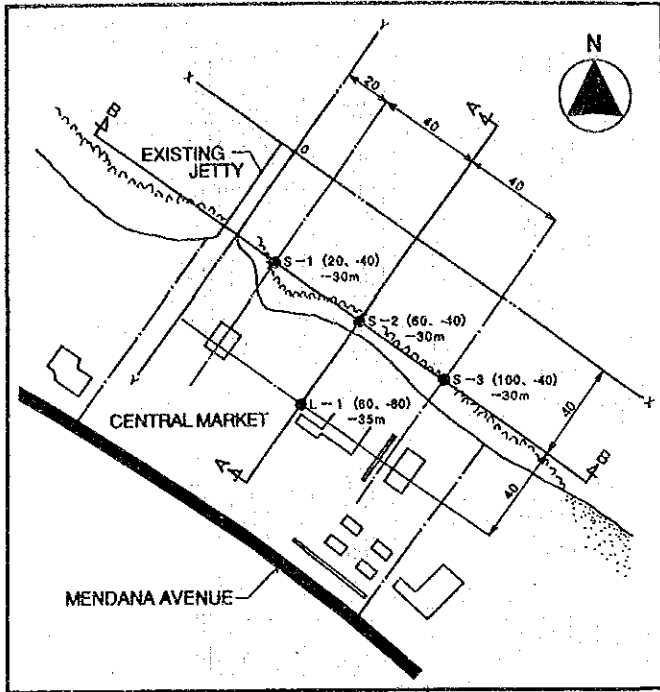 Y
N
X
20
40
A
40
B
O
EXISTING
JETTY
S-1 (20, -40)
-30m
S-2 (60, -40)
-30m
S-3 (100, -40)
-30m
X
Y
40
L-1 (60, -80)
-35m
CENTRAL MARKET
A
B
40
MENDANA AVENUE